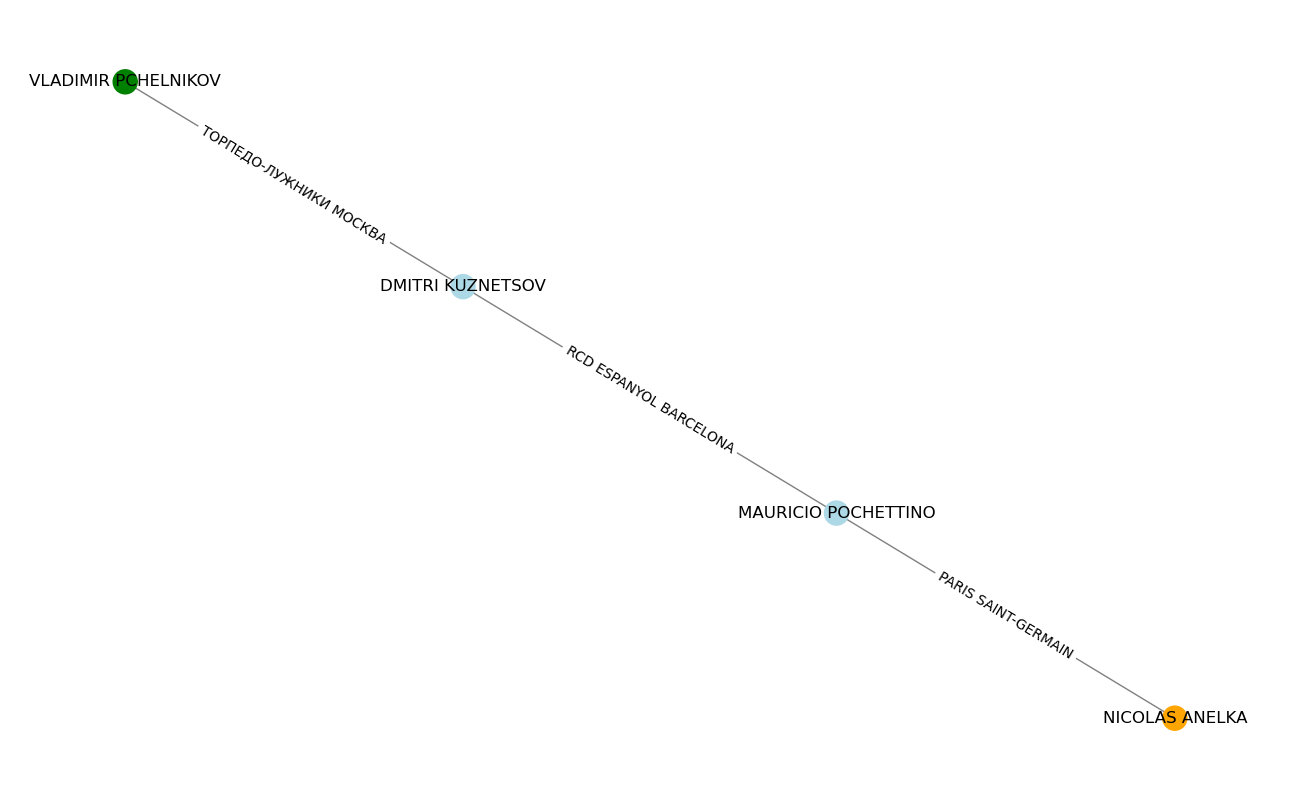 VLADIMIR PCHELNIKOV
ТОРПЕДО-ЛУЖНИКИ МОСКВА
DMITRI KUZNETSOV
RCD ESPANYOL BARCELONA
MAURICIO POCHETTINO
PARIS SAINT-GERMAIN
NICOLAS ANELKA